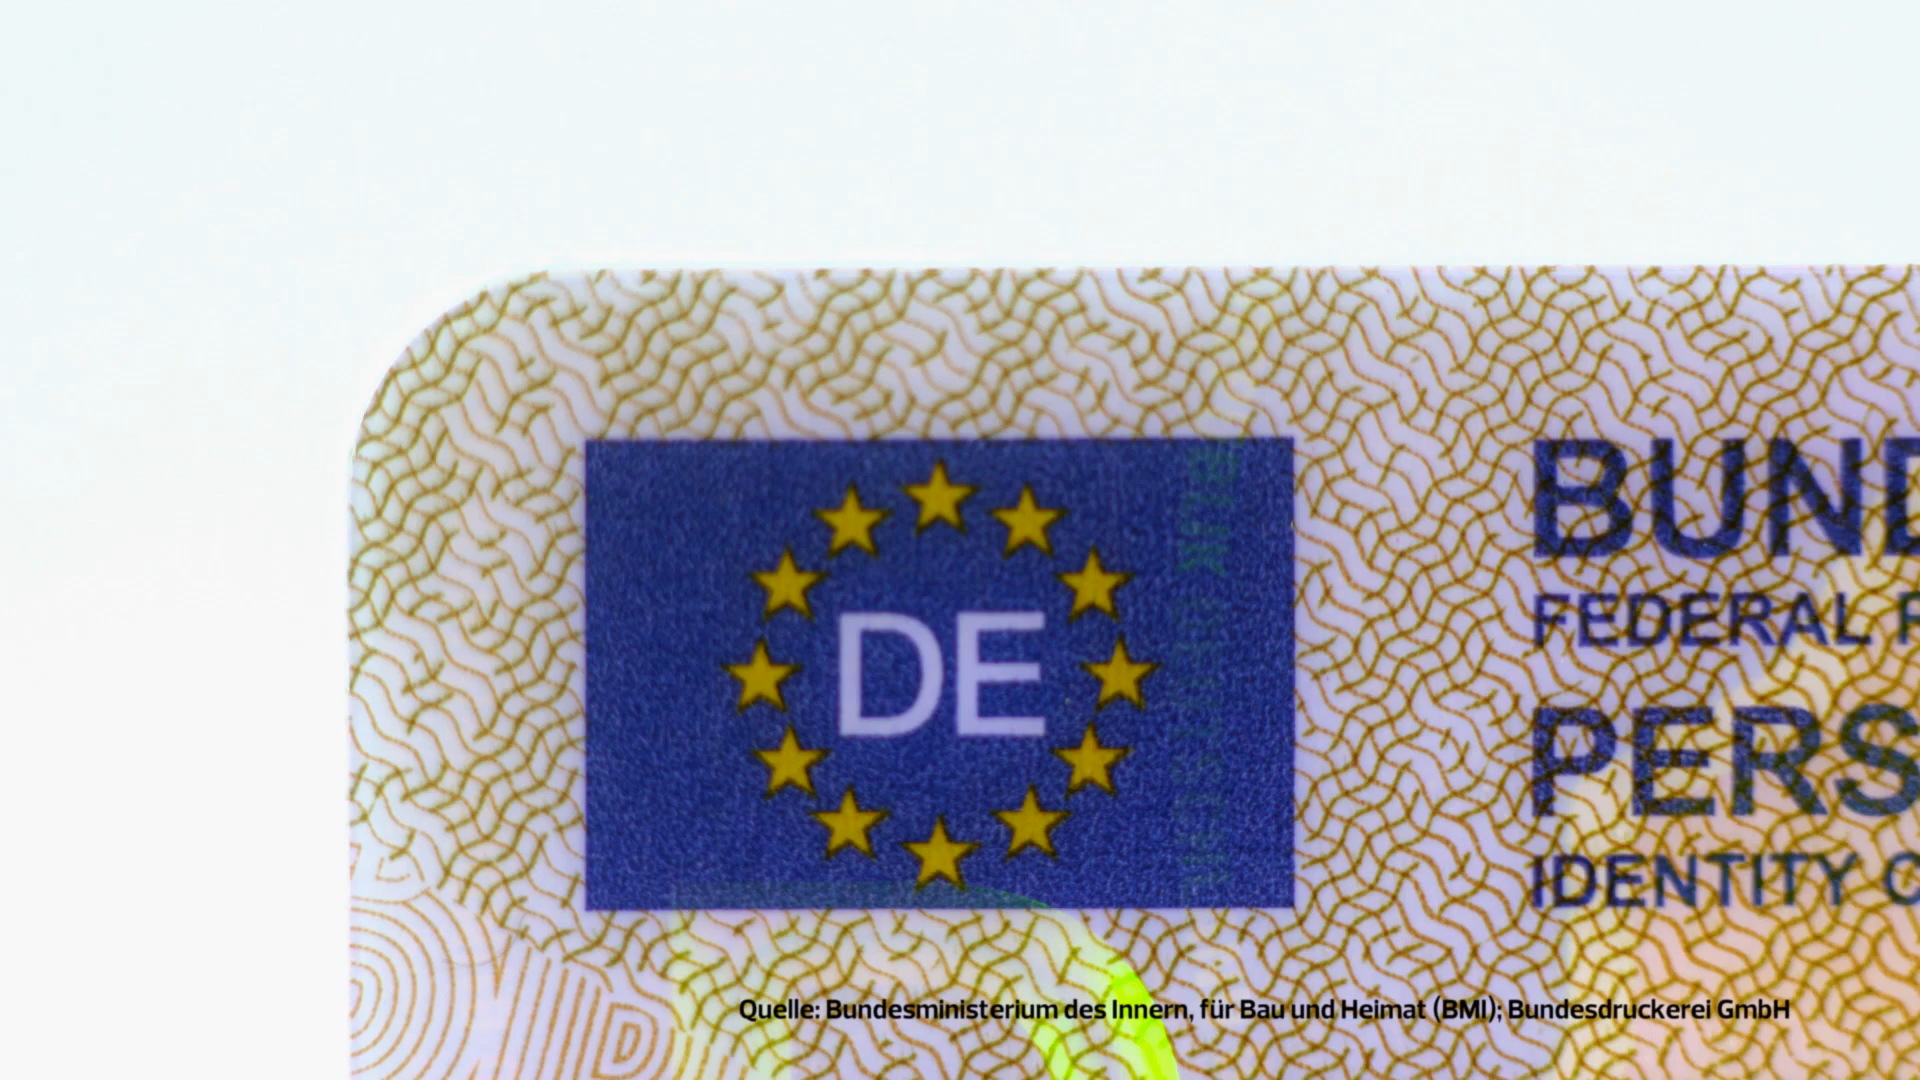 DE
BUND
FEDERAL
PERS
IDENTITY
Quelle: Bundesministerium des Innern, für Bau und Heimat (BMI); Bundesdruckerei GmbH